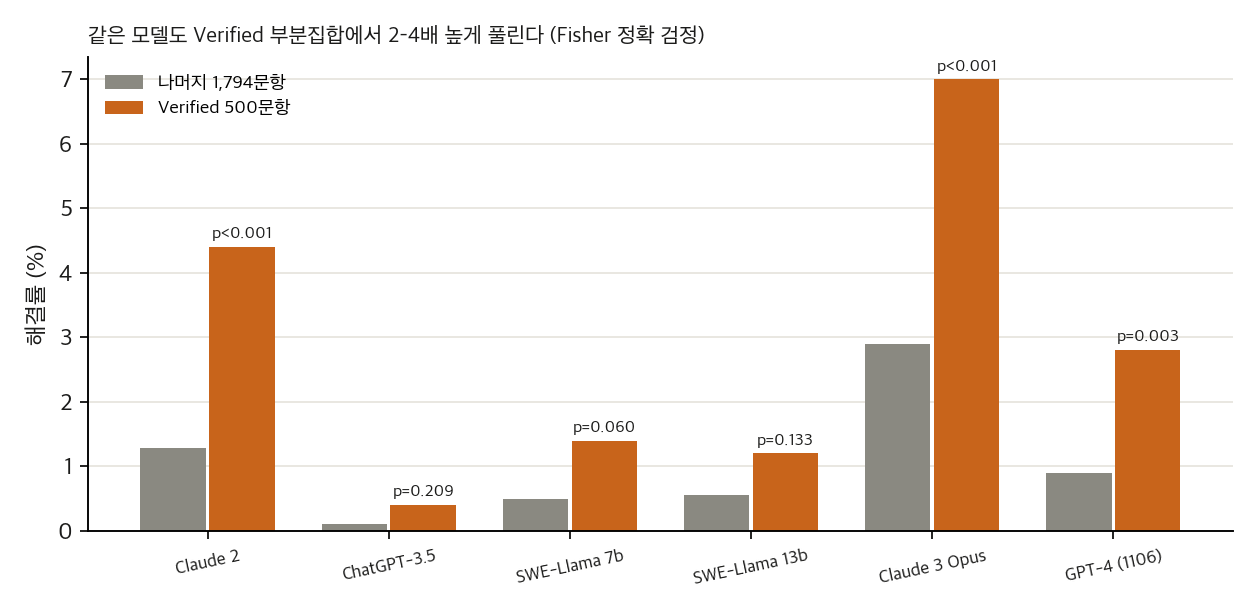 같은 모델도 Verified 부분집합에서 2-4배 높게 풀린다 (Fisher 정확 검정)
나머지 1,794문항
Verified 500문항
해결률 (%)
7
6
5
4
3
2
1
0
p<0.001
p=0.209
p=0.060
p=0.133
p<0.001
p=0.003
Claude 2
ChatGPT-3.5
SWE-Llama 7b
SWE-Llama 13b
Claude 3 Opus
GPT-4 (1106)